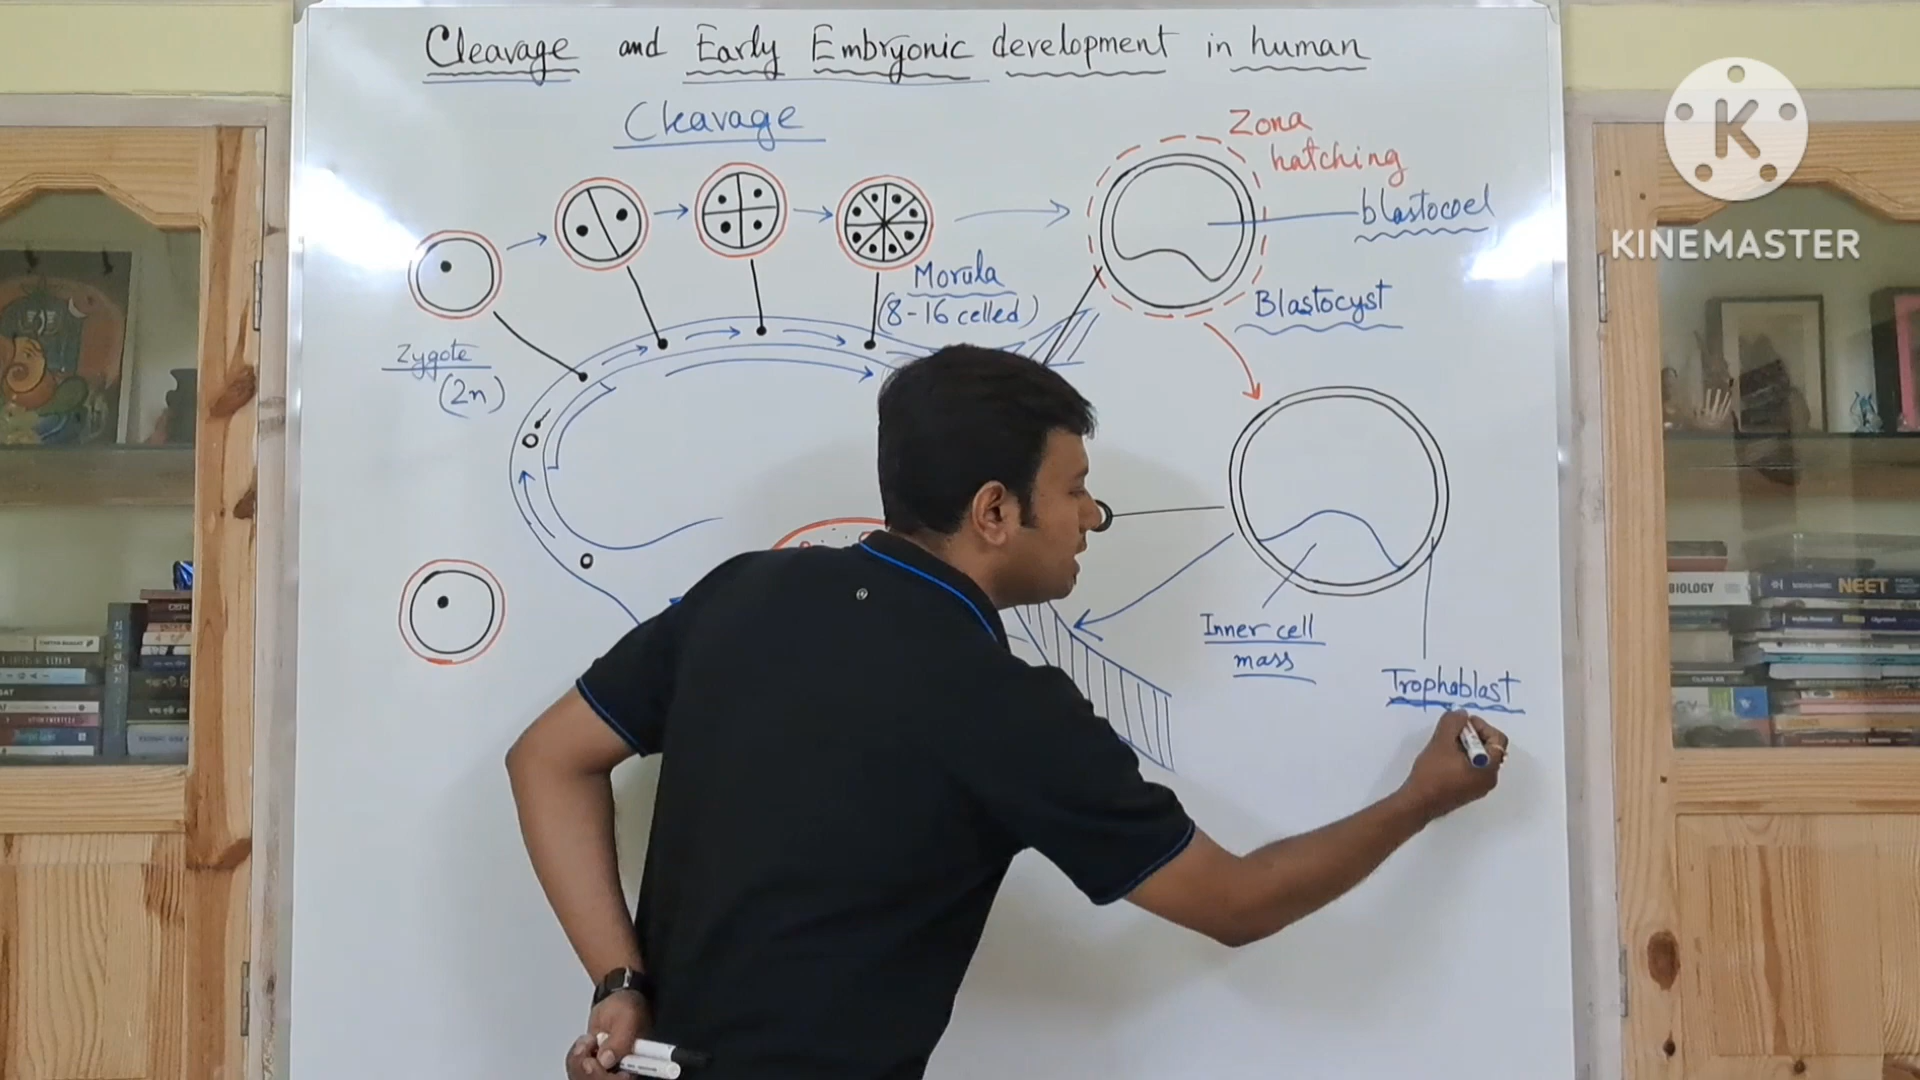 Cleavage and Early Embryonic development in human
Cleavage
Zona
hatching
blastocoel
Morula
(8-16 celled)
Blastocyst
Zygote
(2n)
Inner cell
mass
Trophoblast
K
KINEMASTER
BIOLOGY
NEET